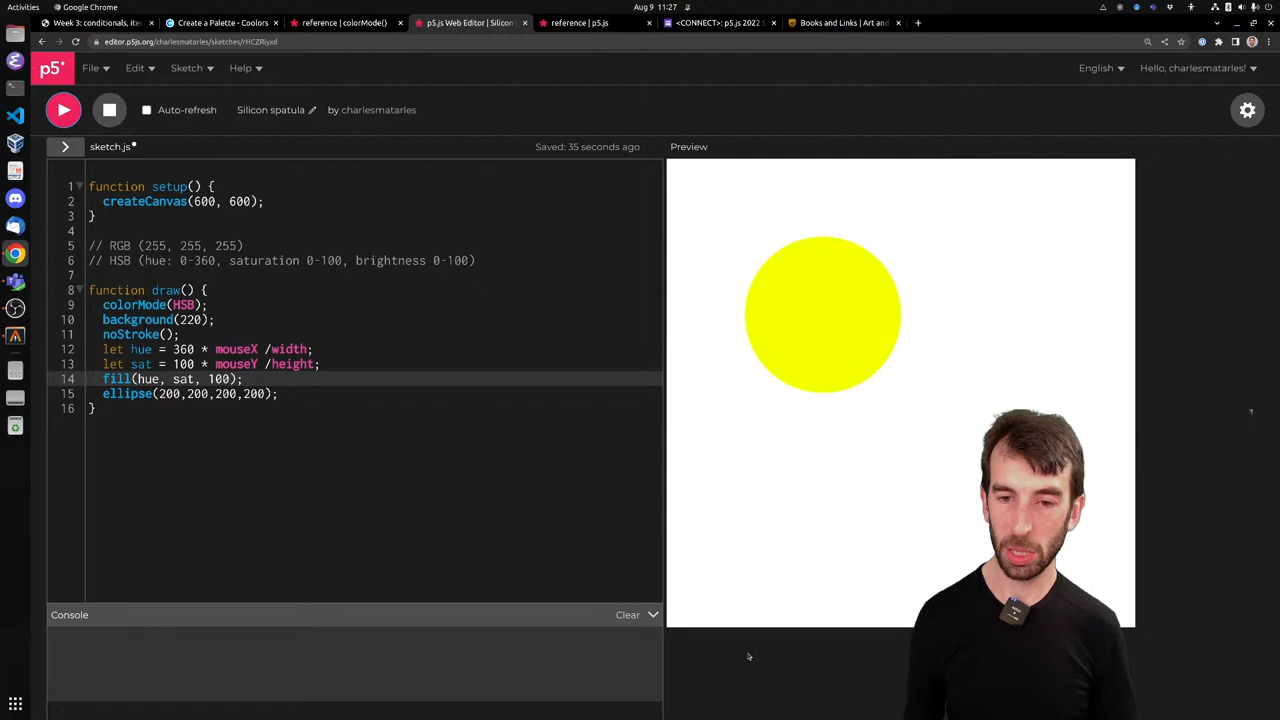 Activities
Google Chrome
Aug 9 11:27
Week 3: conditionals, iter
Create a Palette - Coolors
reference | colorMode()
p5.js Web Editor | Silicon s
reference | p5.js
<CONNECT>: p5.js 2022 S
Books and Links | Art and
editor.p5js.org/charlesmatarles/sketches/rHCZRiyxd
p5* File Edit Sketch Help English Hello, charlesmatarles!
Auto-refresh Silicon spatula by charlesmatarles
sketch.js Saved: 35 seconds ago Preview
1 function setup() {
2 createCanvas(600, 600);
3 }
4
5 // RGB (255, 255, 255)
6 // HSB (hue: 0-360, saturation 0-100, brightness 0-100)
7
8 function draw() {
9 colorMode(HSB);
10 background(220);
11 noStroke();
12 let hue = 360 * mouseX /width;
13 let sat = 100 * mouseY /height;
14 fill(hue, sat, 100);
15 ellipse(200,200,200,200);
16 }
Console Clear